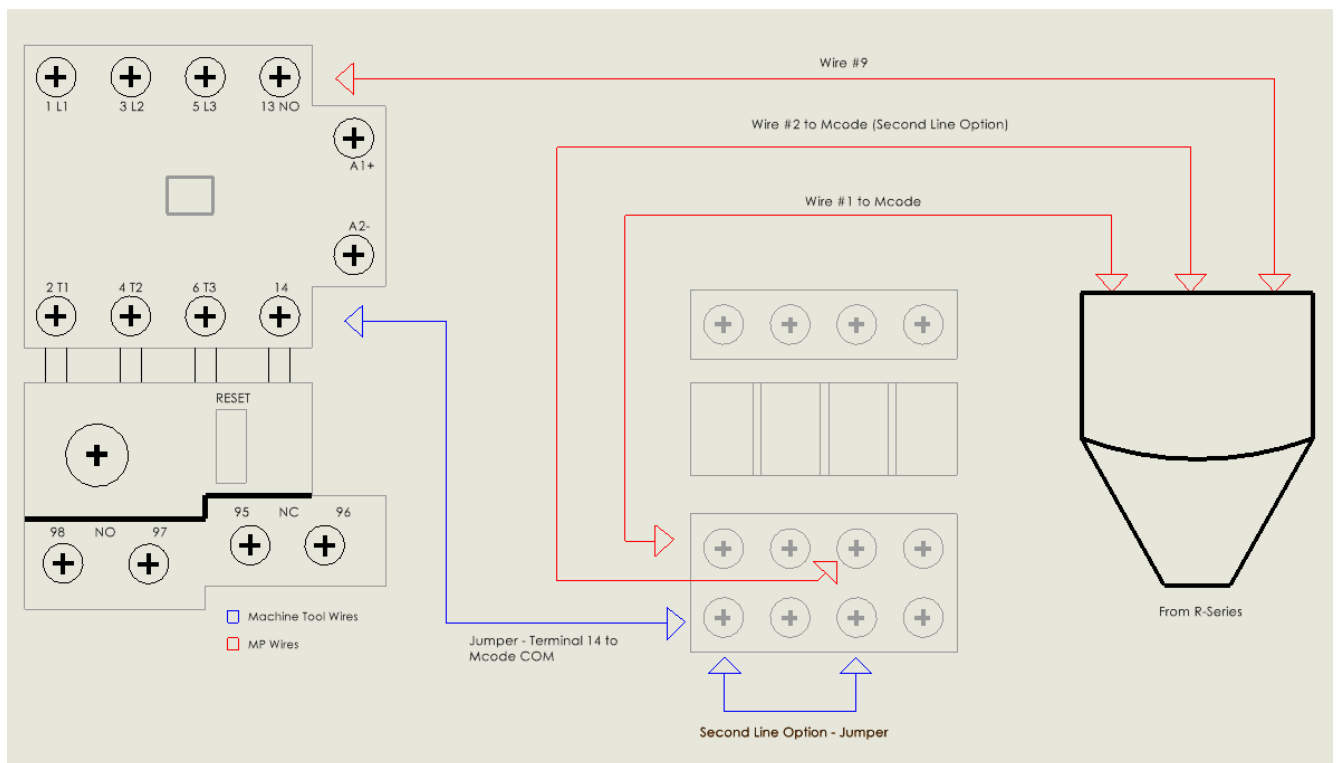 Wire #9
1 L1
3 L2
5 L3
13 NO
Wire #2 to Mcode (Second Line Option)
A1+
Wire #1 to Mcode
A2-
2 T1
4 T2
6 T3
14
RESET
95
NC
96
98
NO
97
Machine Tool Wires
MP Wires
Jumper - Terminal 14 to
Mcode COM
From R-Series
Second Line Option - Jumper